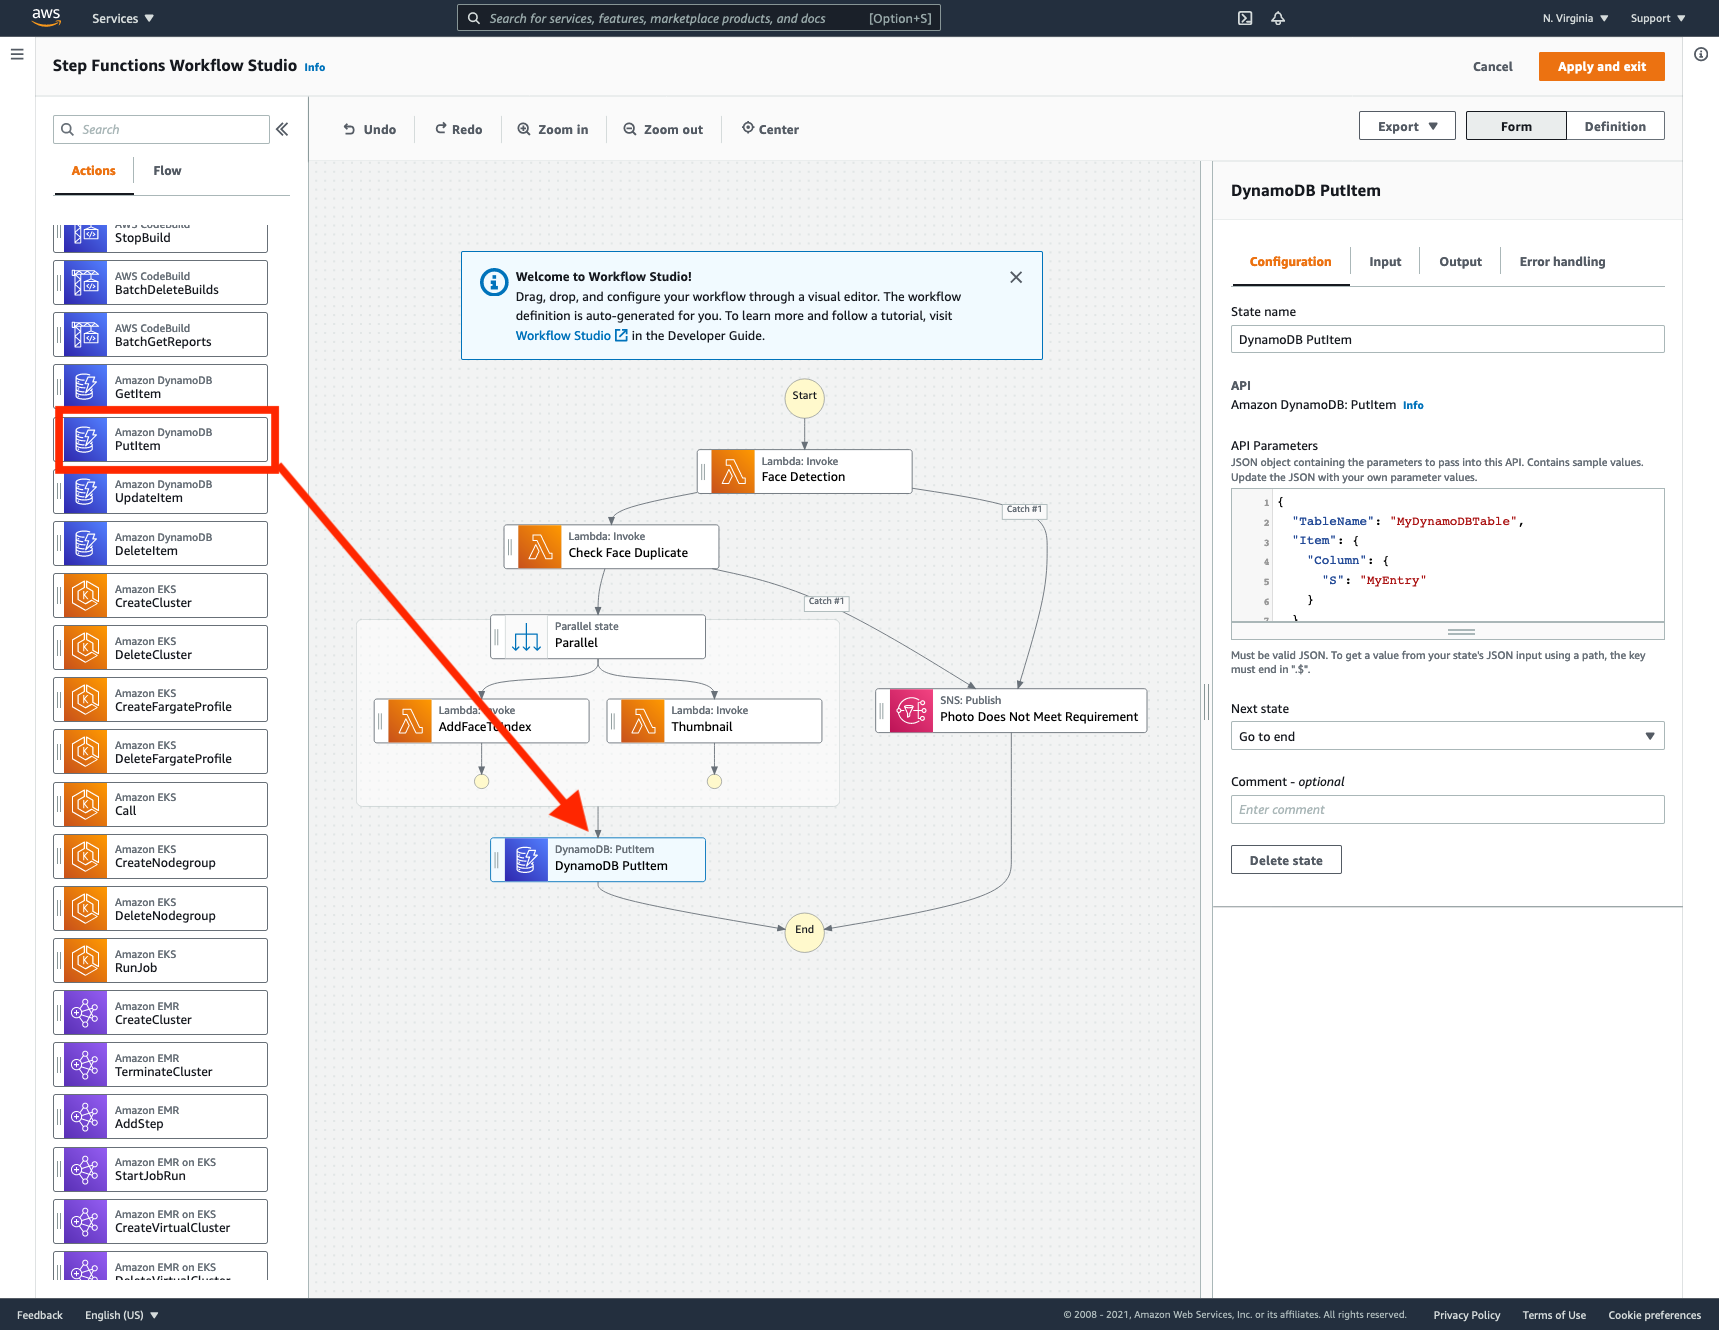 aws
Services
Search for services, features, marketplace products, and docs [Option+S]
N. Virginia
Support
Step Functions Workflow Studio Info
Cancel
Apply and exit
Search
Undo
Redo
Zoom in
Zoom out
Center
Export
Form
Definition
Actions
Flow
AWS CodeBuild
StopBuild
AWS CodeBuild
BatchDeleteBuilds
AWS CodeBuild
BatchGetReports
Amazon DynamoDB
GetItem
Amazon DynamoDB
PutItem
Amazon DynamoDB
UpdateItem
Amazon DynamoDB
DeleteItem
Amazon EKS
CreateCluster
Amazon EKS
DeleteCluster
Amazon EKS
CreateFargateProfile
Amazon EKS
DeleteFargateProfile
Amazon EKS
Call
Amazon EKS
CreateNodegroup
Amazon EKS
DeleteNodegroup
Amazon EKS
RunJob
Amazon EMR
CreateCluster
Amazon EMR
TerminateCluster
Amazon EMR
AddStep
Amazon EMR on EKS
StartJobRun
Amazon EMR on EKS
CreateVirtualCluster
Amazon EMR on EKS
DeleteVirtualCluster
Welcome to Workflow Studio!
Drag, drop, and configure your workflow through a visual editor. The workflow
definition is auto-generated for you. To learn more and follow a tutorial, visit
Workflow Studio in the Developer Guide.
Start
Lambda: Invoke
Face Detection
Catch #1
Lambda: Invoke
Check Face Duplicate
Catch #1
Parallel state
Parallel
Lambda: Invoke
AddFaceToIndex
Lambda: Invoke
Thumbnail
SNS: Publish
Photo Does Not Meet Requirement
DynamoDB: PutItem
DynamoDB PutItem
End
DynamoDB PutItem
Configuration
Input
Output
Error handling
State name
DynamoDB PutItem
API
Amazon DynamoDB: PutItem Info
API Parameters
JSON object containing the parameters to pass into this API. Contains sample values.
Update the JSON with your own parameter values.
1 {
2 "TableName": "MyDynamoDBTable",
3 "Item": {
4 "Column": {
5 "S": "MyEntry"
6 }
7 }
Must be valid JSON. To get a value from your state's JSON input using a path, the key
must end in ".$".
Next state
Go to end
Comment - optional
Enter comment
Delete state
Feedback
English (US)
© 2008 - 2021, Amazon Web Services, Inc. or its affiliates. All rights reserved.
Privacy Policy
Terms of Use
Cookie preferences